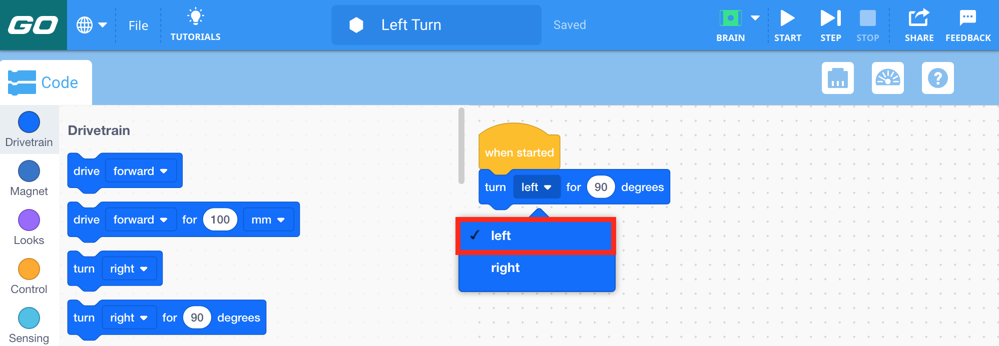 GO
File
TUTORIALS
Left Turn
Saved
BRAIN
START
STEP
STOP
SHARE
FEEDBACK
Code
?
Drivetrain
Magnet
Looks
Control
Sensing
Drivetrain
drive forward
drive forward for 100 mm
turn right
turn right for 90 degrees
when started
turn left for 90 degrees
✓ left
right